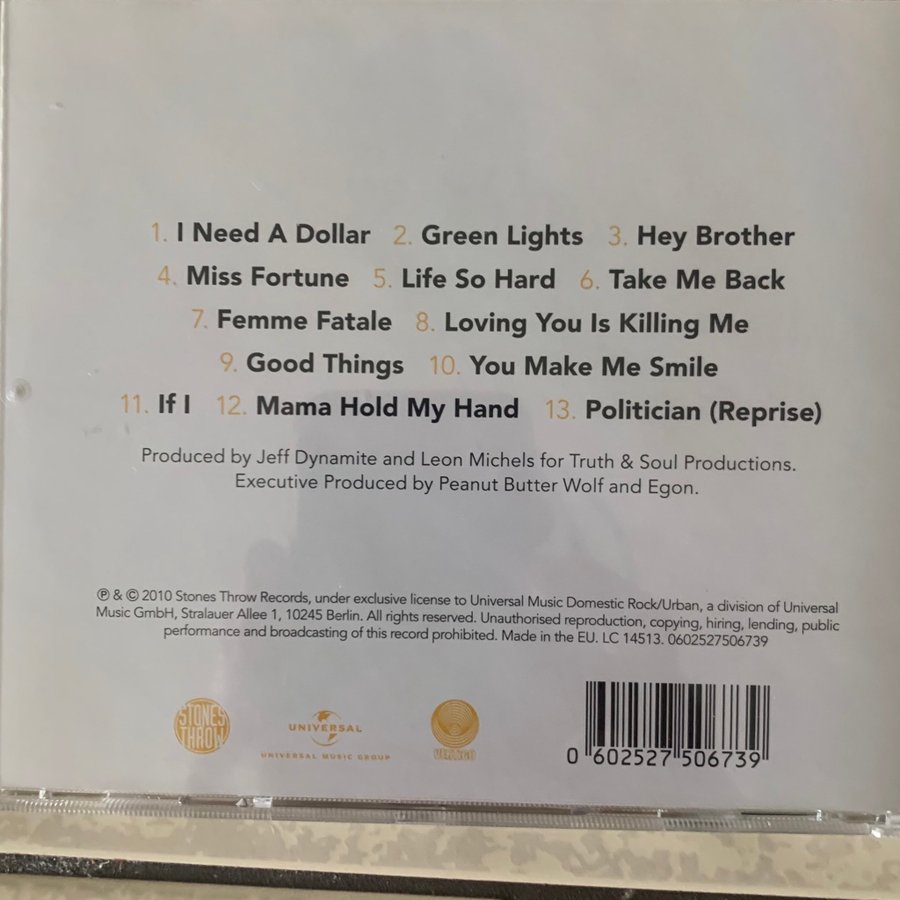 1. I Need A Dollar 2. Green Lights 3. Hey Brother
4. Miss Fortune 5. Life So Hard 6. Take Me Back
7. Femme Fatale 8. Loving You Is Killing Me
9. Good Things 10. You Make Me Smile
11. If I 12. Mama Hold My Hand 13. Politician (Reprise)
Produced by Jeff Dynamite and Leon Michels for Truth & Soul Productions.
Executive Produced by Peanut Butter Wolf and Egon.
℗ & © 2010 Stones Throw Records, under exclusive license to Universal Music Domestic Rock/Urban, a division of Universal
Music GmbH, Stralauer Allee 1, 10245 Berlin. All rights reserved. Unauthorised reproduction, copying, hiring, lending, public
performance and broadcasting of this record prohibited. Made in the EU. LC 14513. 0602527506739
STONES
THROW
UNIVERSAL
UNIVERSAL MUSIC GROUP
VERTIGO
0 602527 506739